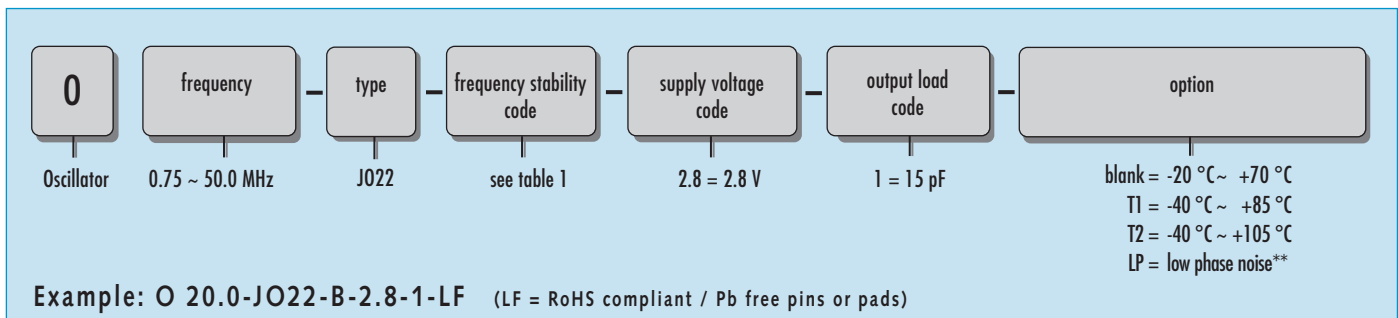 O
frequency
type
frequency stability
code
supply voltage
code
output load
code
option
Oscillator
0.75 ~ 50.0 MHz
JO22
see table 1
2.8 = 2.8 V
1 = 15 pF
blank = -20 °C~ +70 °C
T1 = -40 °C ~ +85 °C
T2 = -40 °C ~ +105 °C
LP = low phase noise**
Example: O 20.0-JO22-B-2.8-1-LF (LF = RoHS compliant / Pb free pins or pads)